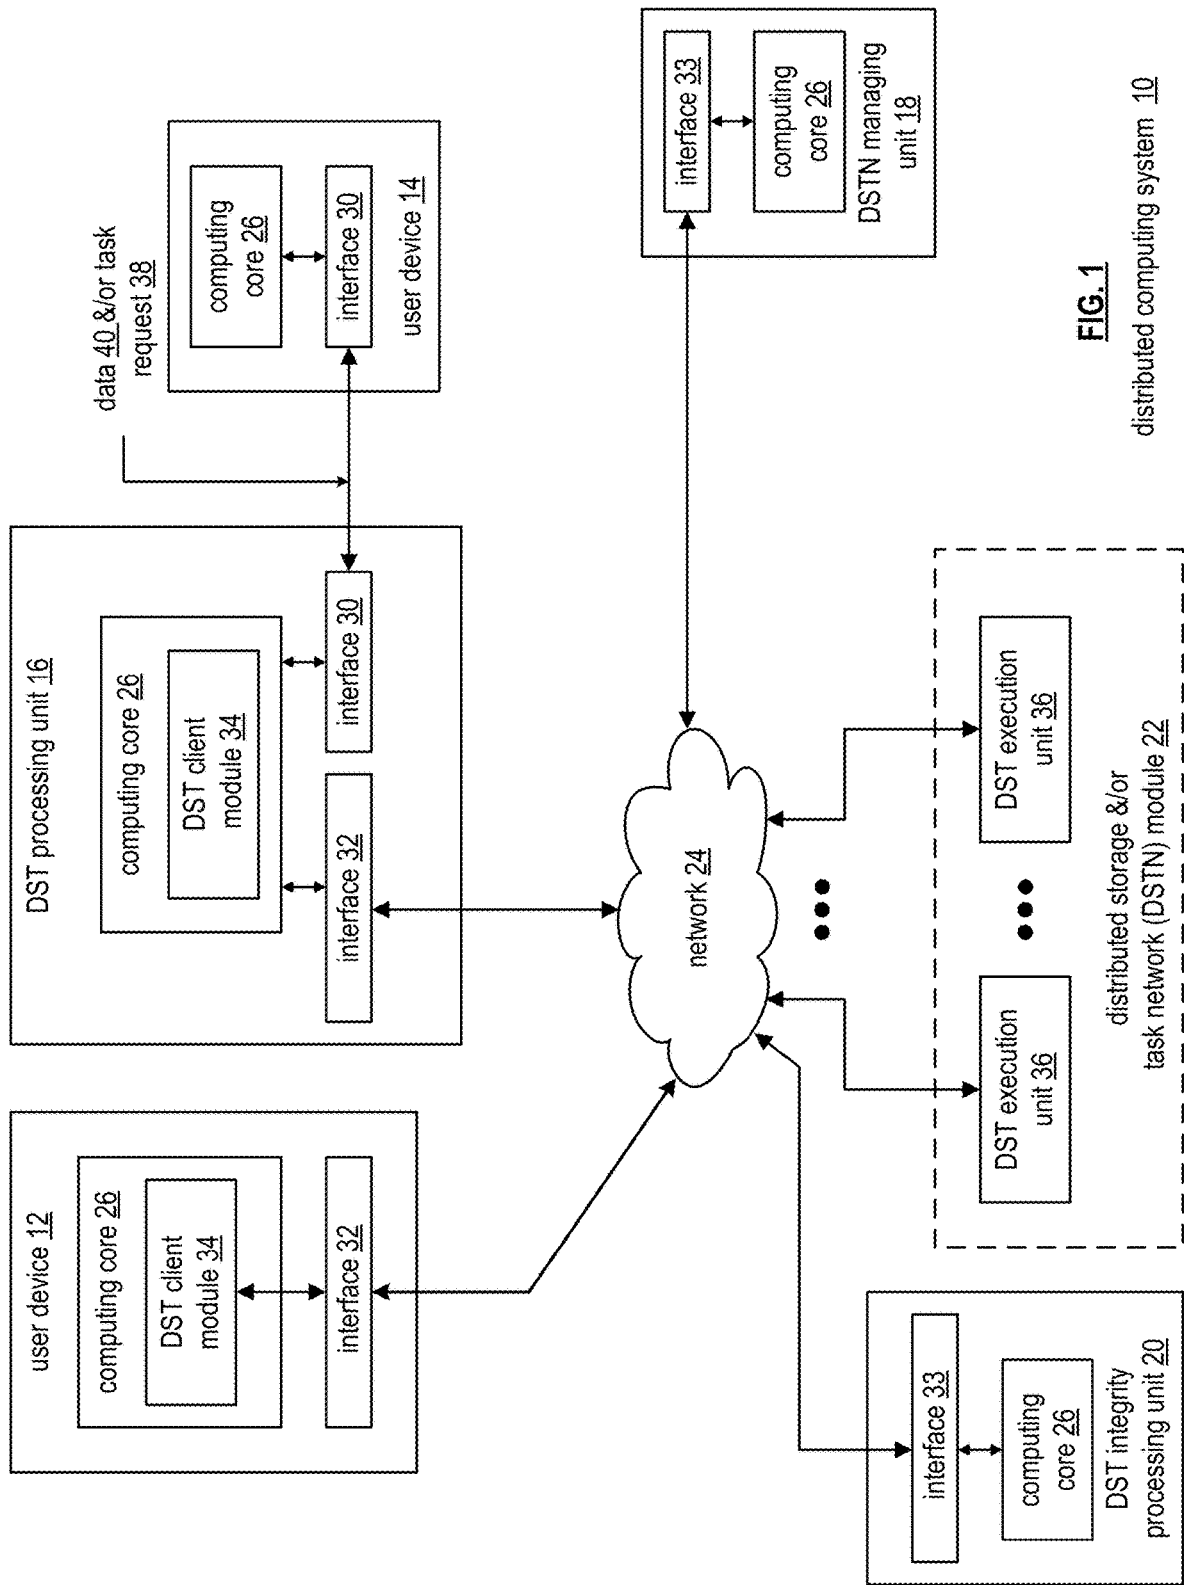 user device 12
computing core 26
DST client
module 34
interface 32
DST processing unit 16
computing core 26
DST client
module 34
interface 32
interface 30
data 40 &/or task
request 38
computing
core 26
interface 30
user device 14
network 24
interface 33
computing
core 26
DSTN managing
unit 18
interface 33
computing
core 26
DST integrity
processing unit 20
DST execution
unit 36
DST execution
unit 36
distributed storage &/or
task network (DSTN) module 22
FIG. 1
distributed computing system 10